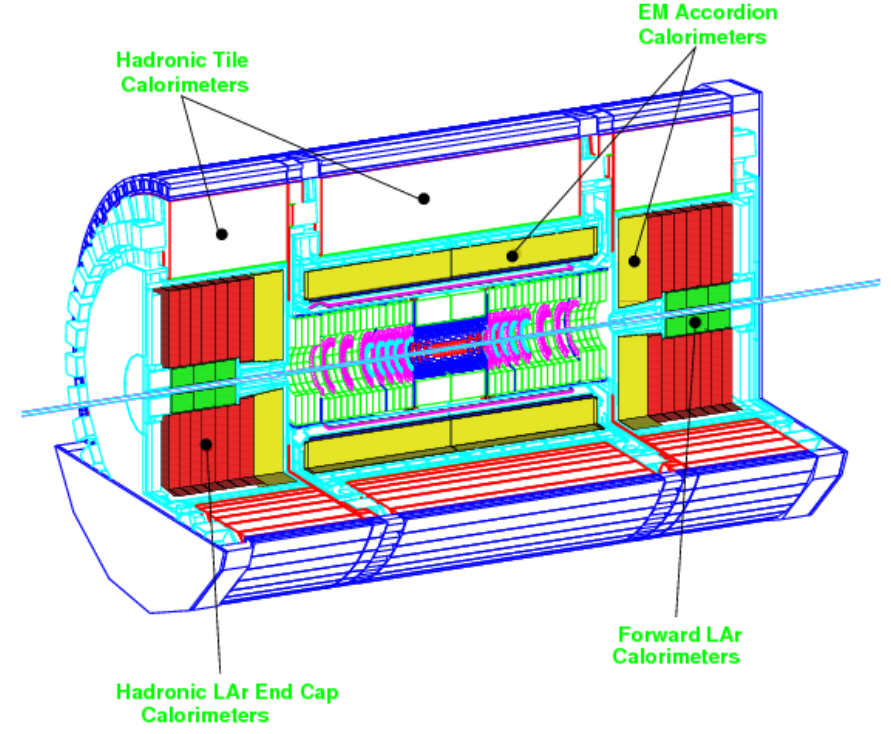 EM Accordion
Calorimeters
Hadronic Tile
Calorimeters
Forward LAr
Calorimeters
Hadronic LAr End Cap
Calorimeters